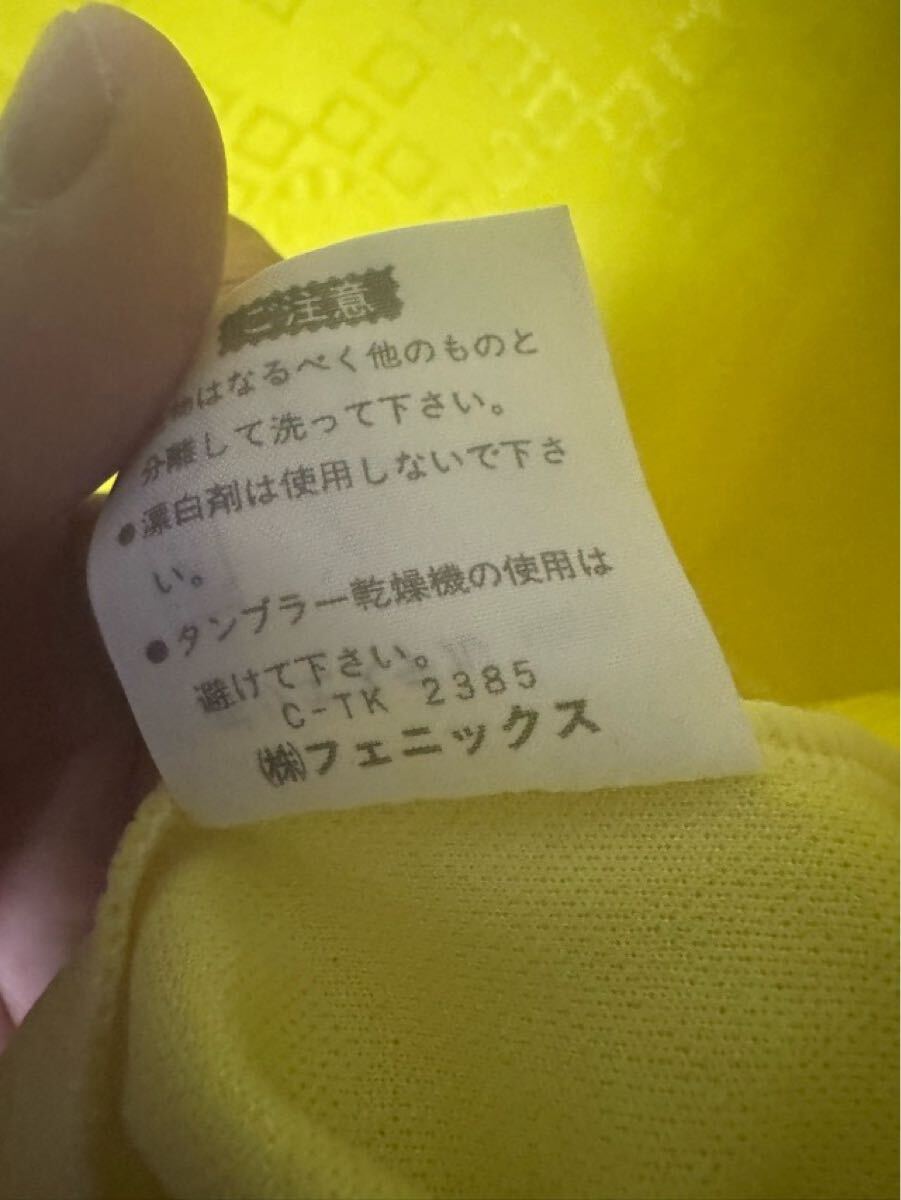 ご注意
物はなるべく他のものと
分離して洗って下さい。
●漂白剤は使用しないで下さ
い。
●タンブラー乾燥機の使用は
避けて下さい。
C-TK 2385
㈱フェニックス